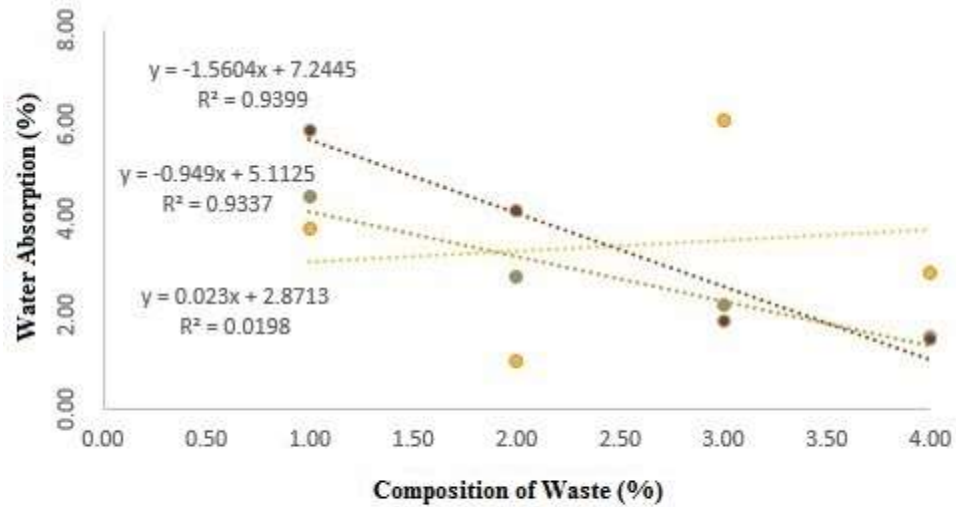 8.00
y = -1.5604x + 7.2445
R² = 0.9399
6.00
y = -0.949x + 5.1125
R² = 0.9337
4.00
y = 0.023x + 2.8713
R² = 0.0198
2.00
0.00
Water Absorption (%)
0.00 0.50 1.00 1.50 2.00 2.50 3.00 3.50 4.00
Composition of Waste (%)